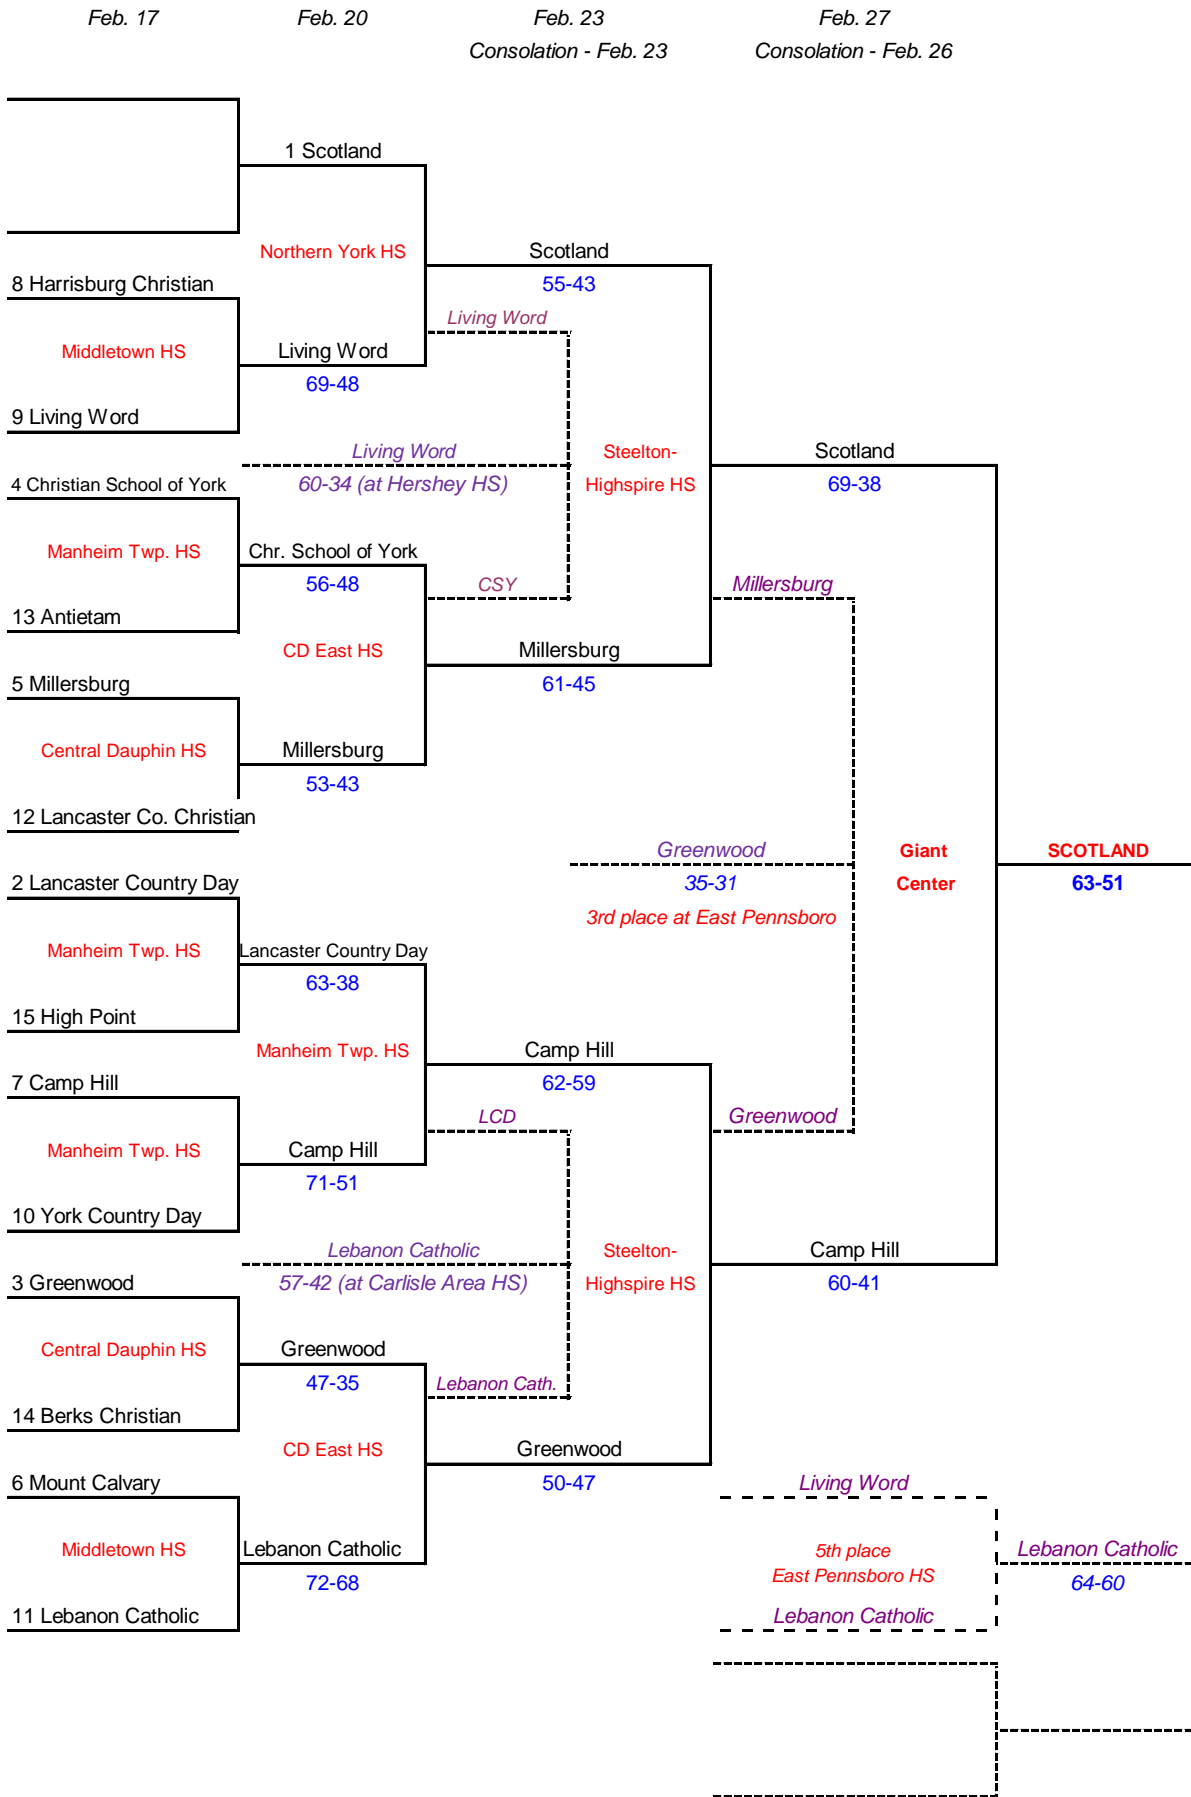 Feb. 17
Feb. 20
Feb. 23
Feb. 27
Consolation - Feb. 23
Consolation - Feb. 26
1 Scotland
Northern York HS
Scotland
55-43
8 Harrisburg Christian
Living Word
Middletown HS
Living Word
69-48
9 Living Word
Living Word
60-34 (at Hershey HS)
Steelton-
Highspire HS
Scotland
69-38
4 Christian School of York
Manheim Twp. HS
Chr. School of York
56-48
CSY
Millersburg
13 Antietam
CD East HS
Millersburg
61-45
5 Millersburg
Central Dauphin HS
Millersburg
53-43
12 Lancaster Co. Christian
Greenwood
35-31
3rd place at East Pennsboro
Giant
Center
SCOTLAND
63-51
2 Lancaster Country Day
Manheim Twp. HS
Lancaster Country Day
63-38
15 High Point
Manheim Twp. HS
Camp Hill
62-59
7 Camp Hill
LCD
Greenwood
Manheim Twp. HS
Camp Hill
71-51
10 York Country Day
Lebanon Catholic
57-42 (at Carlisle Area HS)
Steelton-
Highspire HS
Camp Hill
60-41
3 Greenwood
Central Dauphin HS
Greenwood
47-35
Lebanon Cath.
14 Berks Christian
CD East HS
Greenwood
50-47
6 Mount Calvary
Living Word
Middletown HS
Lebanon Catholic
72-68
5th place
East Pennsboro HS
Lebanon Catholic
64-60
11 Lebanon Catholic
Lebanon Catholic